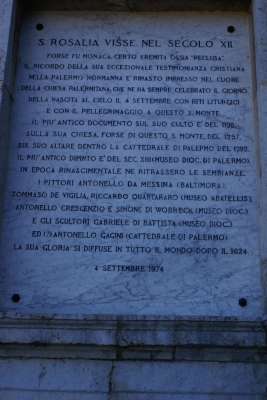 S. ROSALIA VISSE NEL SECOLO XII.
FORSE FU MONACA, CERTO EREMITA OSSIA "RECLUSA".
IL RICORDO DELLA SUA ECCEZIONALE TESTIMONIANZA CRISTIANA
NELLA PALERMO NORMANNA È RIMASTO IMPRESSO NEL CUORE
DELLA CHIESA PALERMITANA, CHE NE HA SEMPRE CELEBRATO IL GIORNO
DELLA NASCITA AL CIELO IL 4 SETTEMBRE CON RITI LITURGICI
E CON IL PELLEGRINAGGIO A QUESTO S. MONTE.
IL PIU' ANTICO DOCUMENTO SUL SUO CULTO È DEL 1196,
SULLA SUA CHIESA, FORSE DI QUESTO S. MONTE, DEL 1257,
SUL SUO ALTARE DENTRO LA CATTEDRALE DI PALERMO DEL 1392.
IL PIU' ANTICO DIPINTO È DEL SEC. XIII (MUSEO DIOC. DI PALERMO).
IN EPOCA RINASCIMENTALE NE RITRASSERO LE SEMBIANZE:
I PITTORI ANTONELLO DA MESSINA (BALTIMORA),
TOMMASO DE VIGILIA, RICCARDO QUARTARARO (MUSEO ABATELLIS),
ANTONELLO CRESCENZIO E SIMONE DI WOBRECK (MUSEO DIOC.)
E GLI SCULTORI GABRIELE DI BATTISTA (MUSEO DIOC.)
ED (?) ANTONELLO GAGINI (CATTEDRALE DI PALERMO).
LA SUA GLORIA SI DIFFUSE IN TUTTO IL MONDO DOPO IL 1624.
4 SETTEMBRE 1974